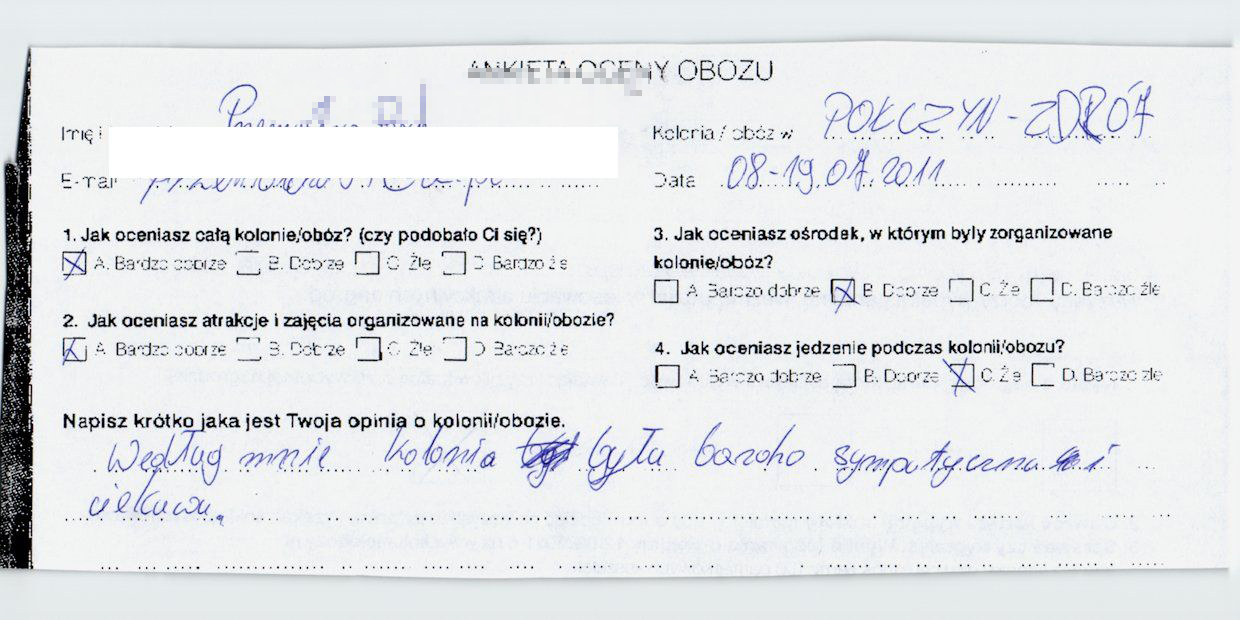 ANKIETA OCENY OBOZU
Imię i
Kolonia / obóz w POŁCZYN - ZDRÓJ
E-mail
Data 08-19.07.2011
1. Jak oceniasz całą kolonie/obóz? (czy podobało Ci się?)
A. Bardzo dobrze B. Dobrze C. Źle D. Bardzo źle
2. Jak oceniasz atrakcje i zajęcia organizowane na kolonii/obozie?
A. Bardzo dobrze B. Dobrze C. Źle D. Bardzo źle
3. Jak oceniasz ośrodek, w którym były zorganizowane
kolonie/obóz?
A. Bardzo dobrze B. Dobrze C. Źle D. Bardzo źle
4. Jak oceniasz jedzenie podczas kolonii/obozu?
A. Bardzo dobrze B. Dobrze C. Źle D. Bardzo źle
Napisz krótko jaka jest Twoja opinia o kolonii/obozie.
Według mnie kolonia była bardzo sympatyczna i
ciekawa.